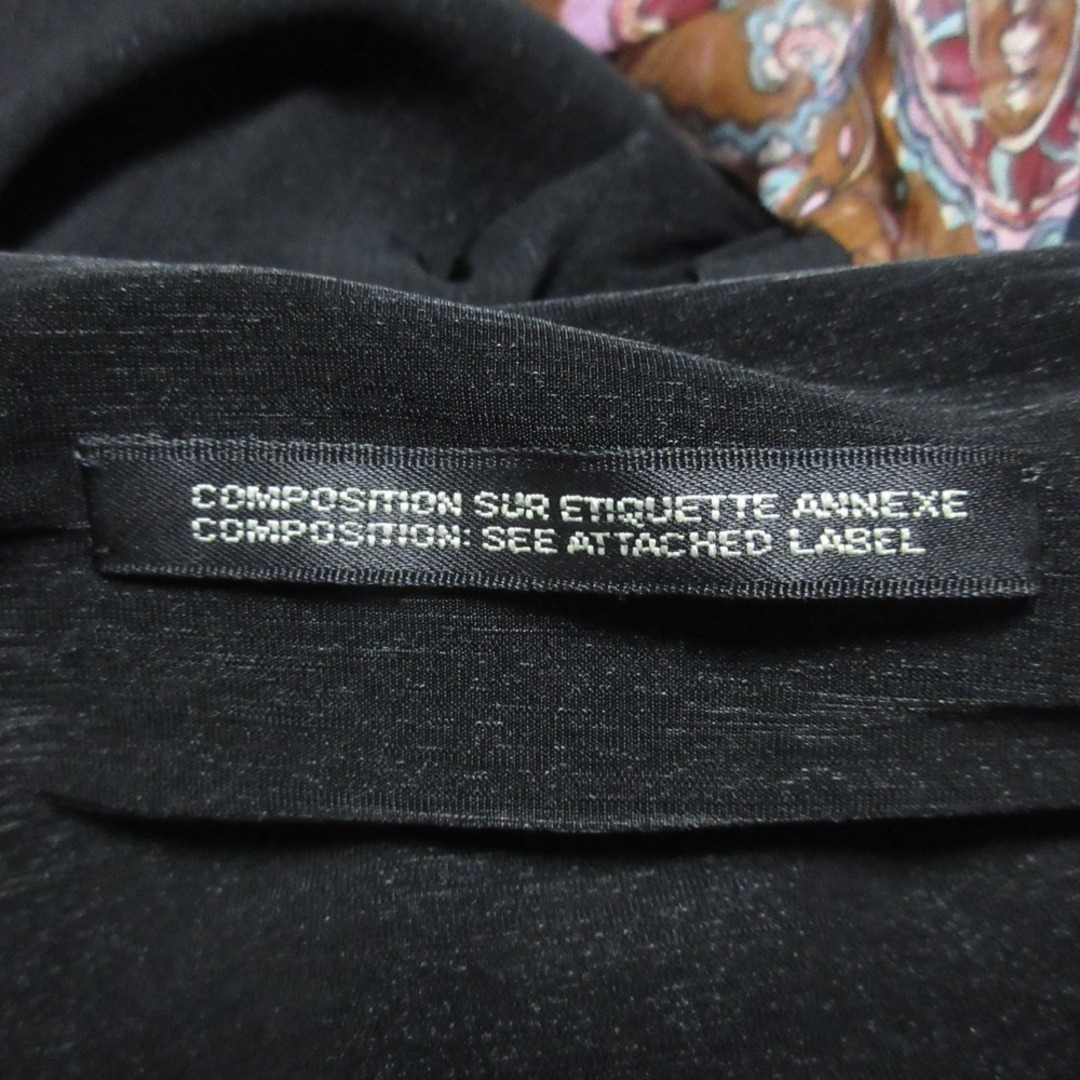 COMPOSITION SUR ETIQUETTE ANNEXE
COMPOSITION: SEE ATTACHED LABEL